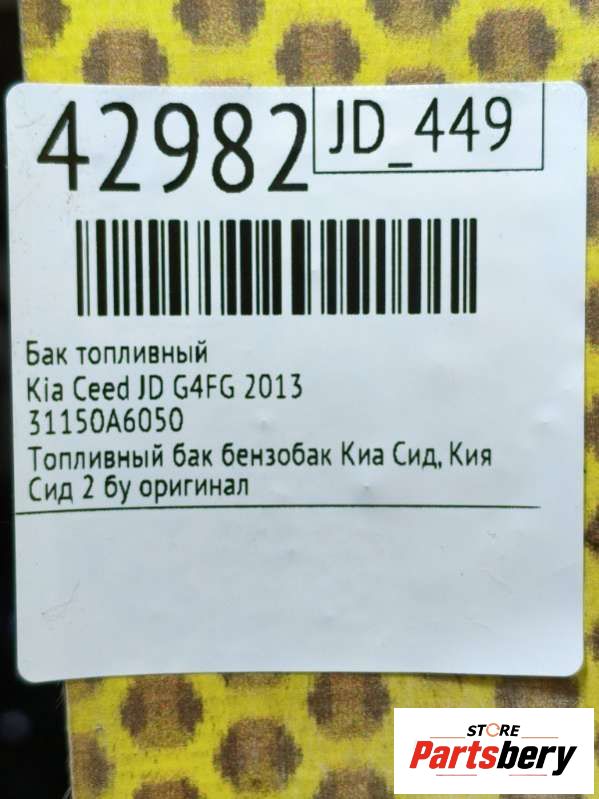 42982
JD_449
Бак топливный
Kia Ceed JD G4FG 2013
31150A6050
Топливный бак бензобак Киа Сид, Кия
Сид 2 бу оригинал
STORE
Partsbery